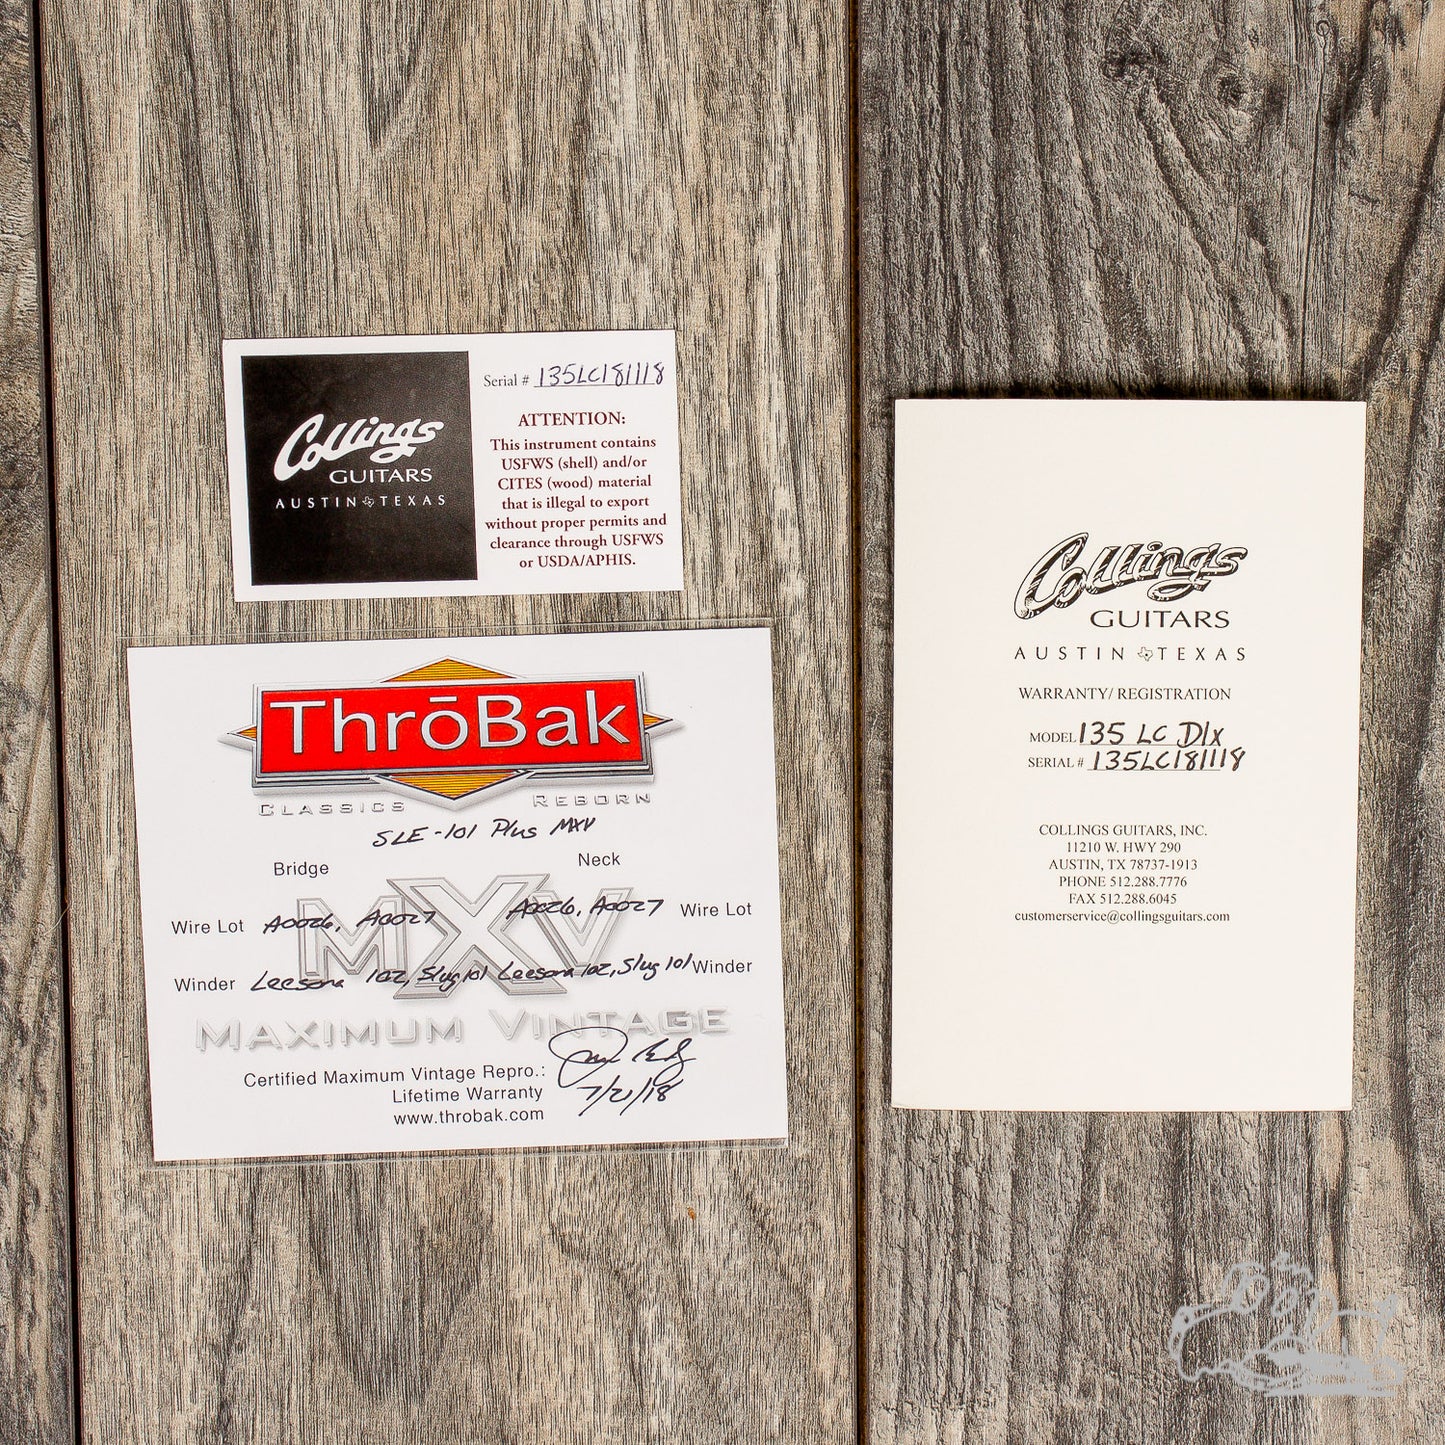 Collings
GUITARS
AUSTIN TEXAS
Serial # 135LC181118
ATTENTION:
This instrument contains
USFWS (shell) and/or
CITES (wood) material
that is illegal to export
without proper permits and
clearance through USFWS
or USDA/APHIS.
ThrōBak
CLASSICS REBORN
SLE-101 Plus MXV
Bridge Neck
MXV
Wire Lot A0026, A0027 A0026, A0027 Wire Lot
Winder Leesona 102, Slug 101 Leesona 102, Slug 101 Winder
MAXIMUM VINTAGE
Certified Maximum Vintage Repro.:
Lifetime Warranty 7/21/18
www.throbak.com
Collings
GUITARS
AUSTIN TEXAS
WARRANTY/ REGISTRATION
MODEL 135 LC Dlx
SERIAL # 135LC181118
COLLINGS GUITARS, INC.
11210 W. HWY 290
AUSTIN, TX 78737-1913
PHONE 512.288.7776
FAX 512.288.6045
customerservice@collingsguitars.com